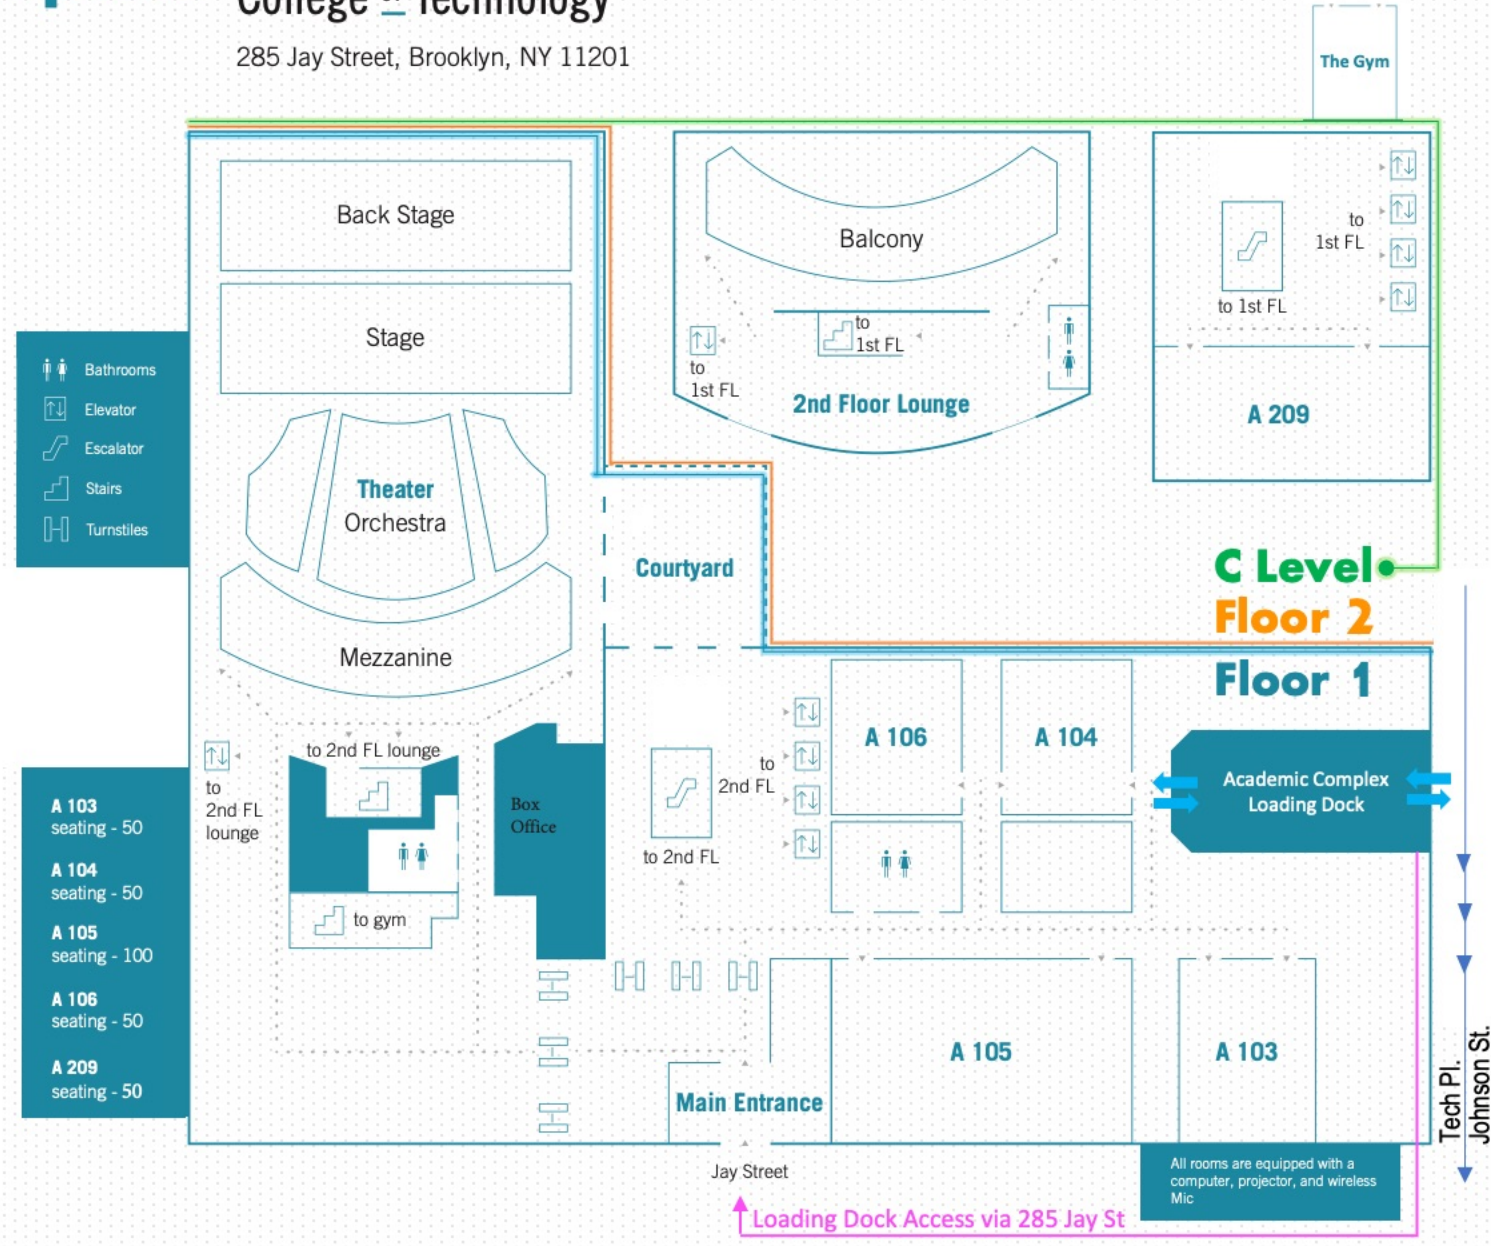 College of Technology
285 Jay Street, Brooklyn, NY 11201
The Gym
Back Stage
Stage
Theater
Orchestra
Mezzanine
Balcony
to
1st FL
to
1st FL
2nd Floor Lounge
to
1st FL
to 1st FL
A 209
Bathrooms
Elevator
Escalator
Stairs
Turnstiles
Courtyard
C Level
Floor 2
Floor 1
to 2nd FL lounge
to
2nd FL
lounge
to gym
Box
Office
to
2nd FL
to 2nd FL
A 106
A 104
Academic Complex
Loading Dock
A 103
seating - 50
A 104
seating - 50
A 105
seating - 100
A 106
seating - 50
A 209
seating - 50
A 105
A 103
Main Entrance
Jay Street
Tech Pl.
Johnson St.
All rooms are equipped with a
computer, projector, and wireless
Mic
Loading Dock Access via 285 Jay St